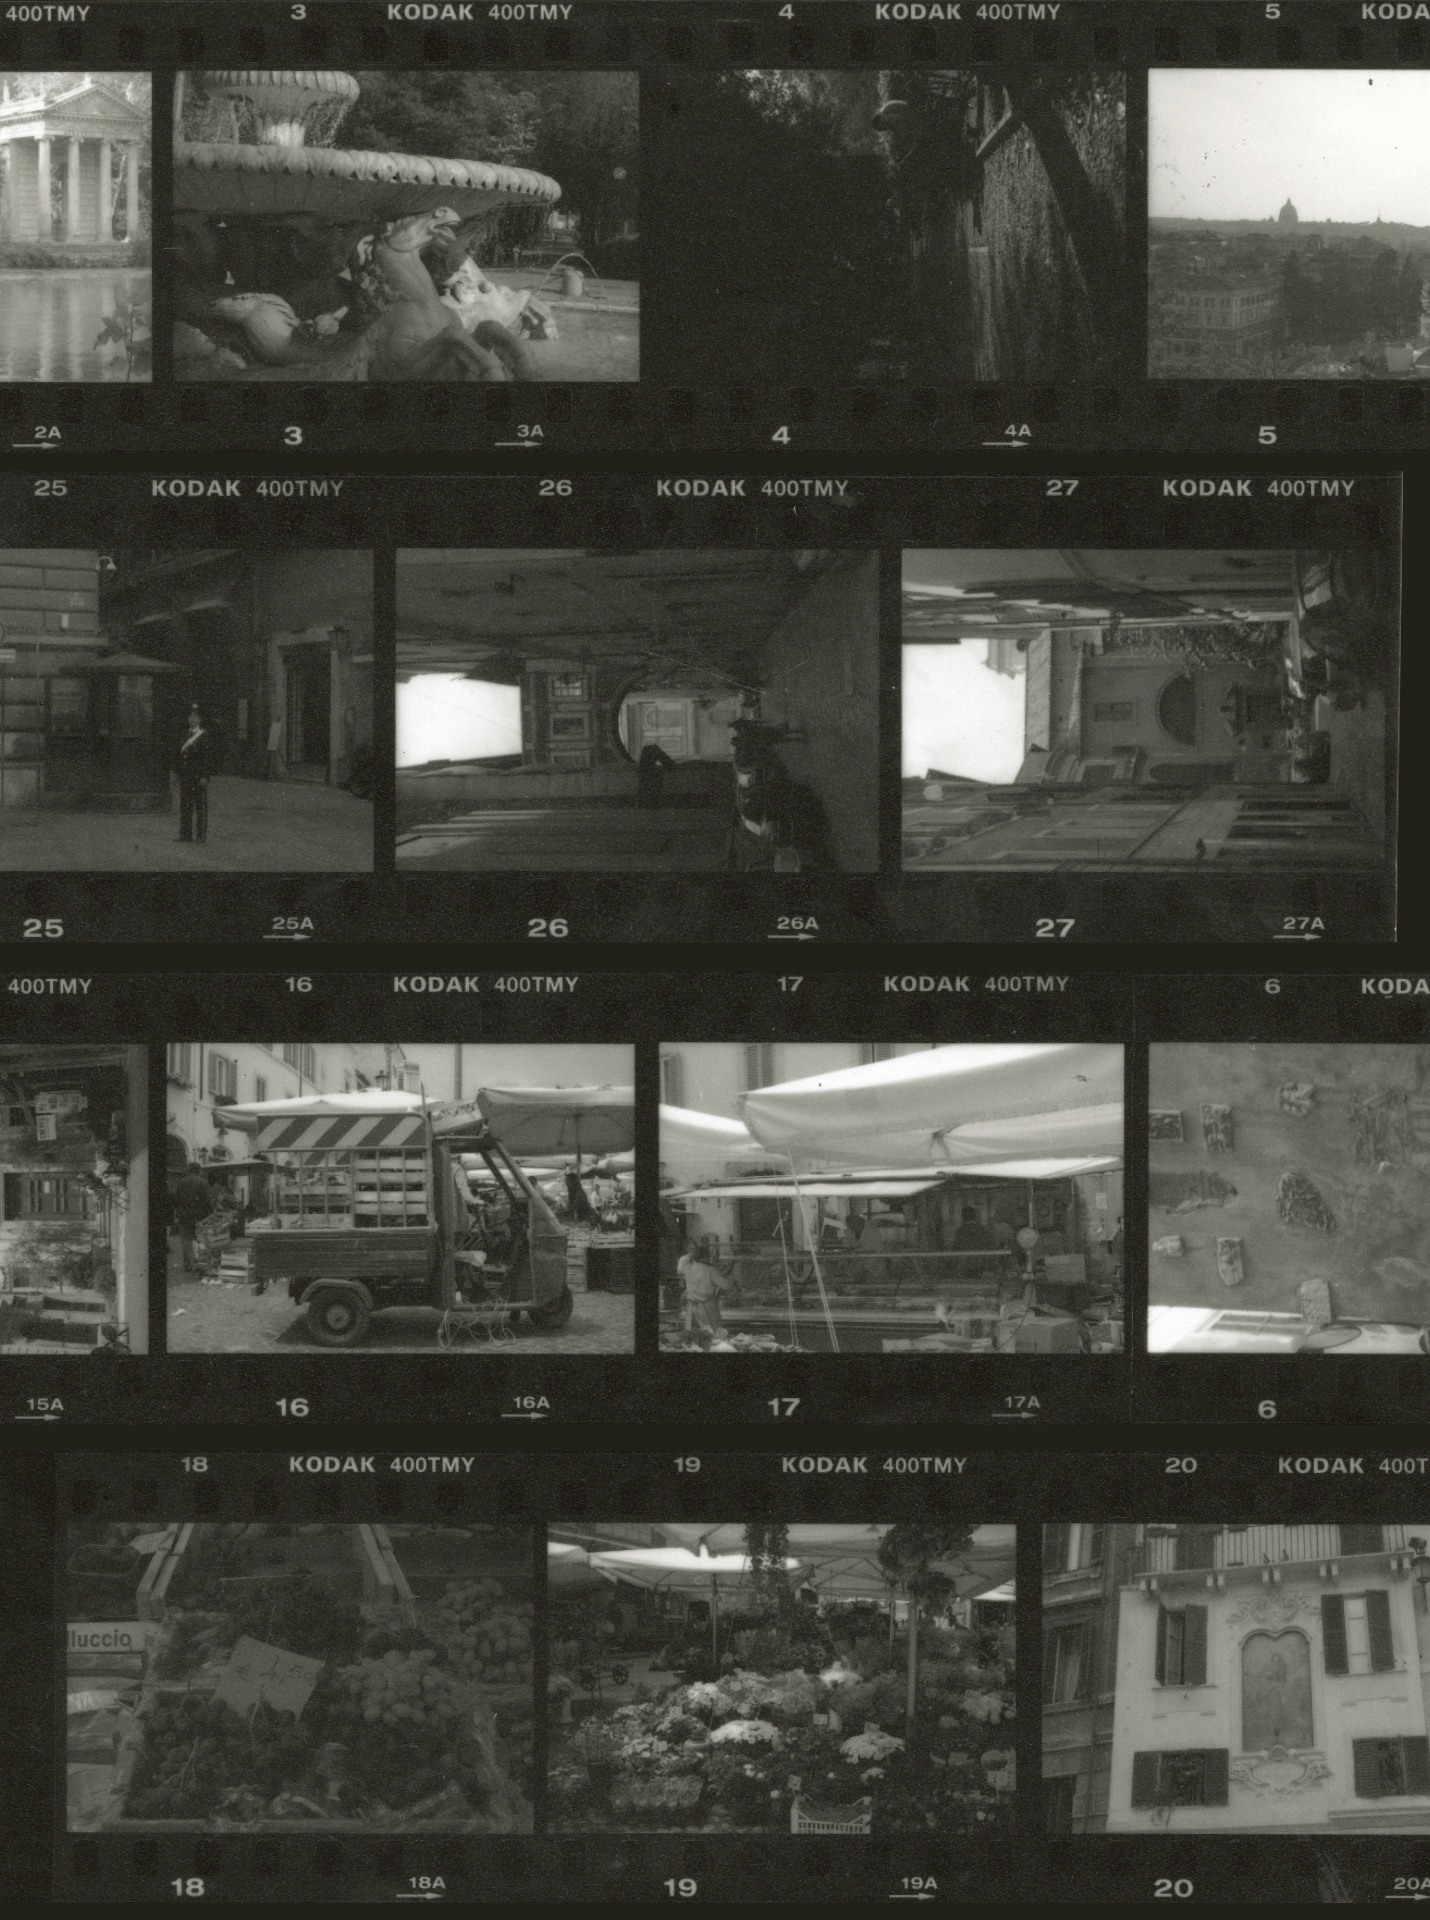 400TMY 3 KODAK 400TMY 4 KODAK 400TMY 5 KODA
2A 3 3A 4 4A 5
25 KODAK 400TMY 26 KODAK 400TMY 27 KODAK 400TMY
25 25A 26 26A 27 27A
400TMY 16 KODAK 400TMY 17 KODAK 400TMY 6 KODA
15A 16 16A 17 17A 6
18 KODAK 400TMY 19 KODAK 400TMY 20 KODAK 400T
lluccio
18 18A 19 19A 20 20A